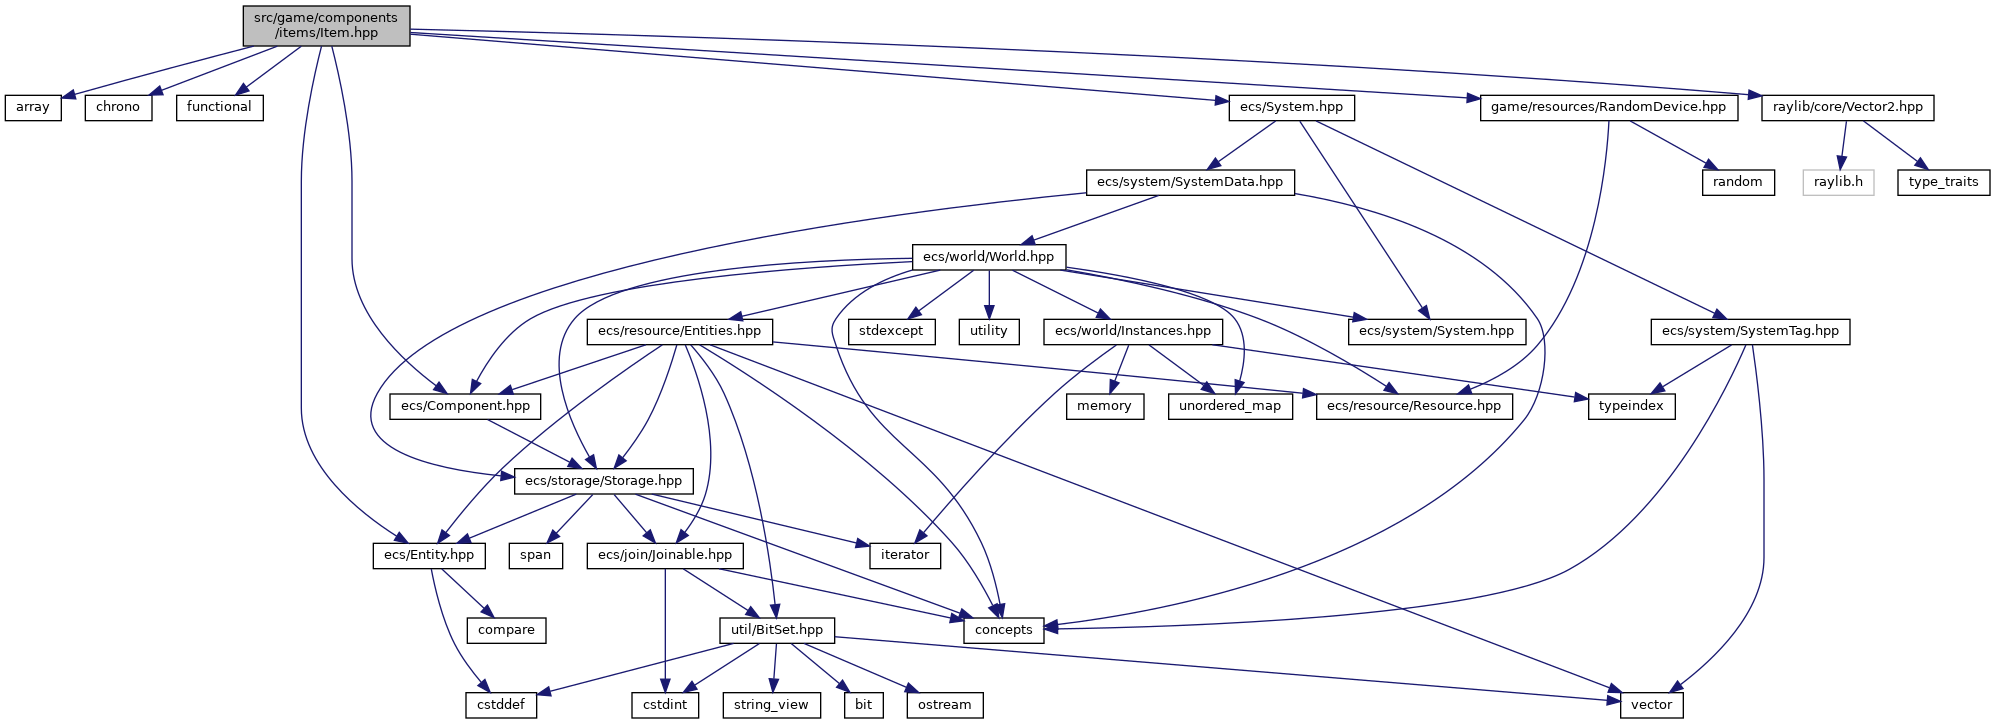 src/game/components
/items/Item.hpp
array
chrono
functional
ecs/System.hpp
game/resources/RandomDevice.hpp
raylib/core/Vector2.hpp
ecs/system/SystemData.hpp
random
raylib.h
type_traits
ecs/world/World.hpp
ecs/resource/Entities.hpp
stdexcept
utility
ecs/world/Instances.hpp
ecs/system/System.hpp
ecs/system/SystemTag.hpp
ecs/Component.hpp
memory
unordered_map
ecs/resource/Resource.hpp
typeindex
ecs/storage/Storage.hpp
ecs/Entity.hpp
span
ecs/join/Joinable.hpp
iterator
compare
util/BitSet.hpp
concepts
cstddef
cstdint
string_view
bit
ostream
vector